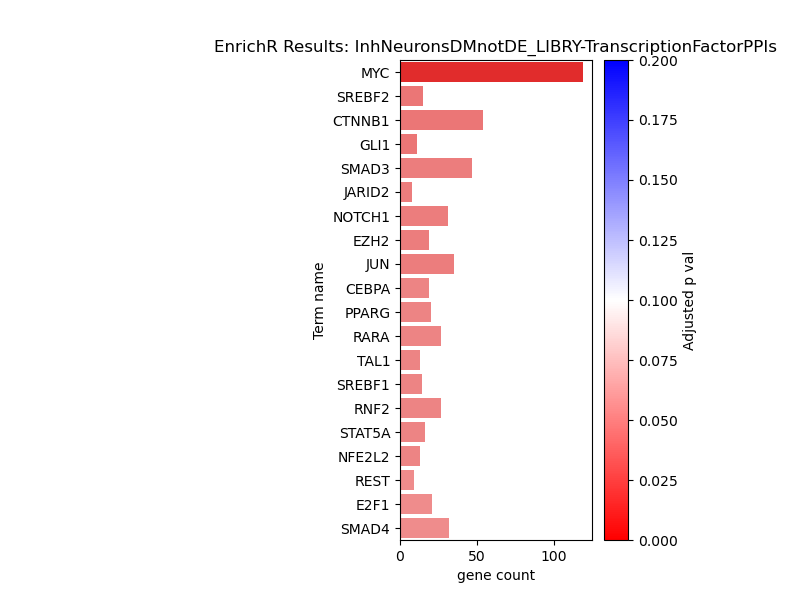 EnrichR Results: InhNeuronsDMnotDE_LIBRY-TranscriptionFactorPPIs
MYC
SREBF2
CTNNB1
GLI1
SMAD3
JARID2
NOTCH1
EZH2
JUN
CEBPA
PPARG
RARA
TAL1
SREBF1
RNF2
STAT5A
NFE2L2
REST
E2F1
SMAD4
Term name
0
50
100
gene count
0.200
0.175
0.150
0.125
0.100
0.075
0.050
0.025
0.000
Adjusted p val